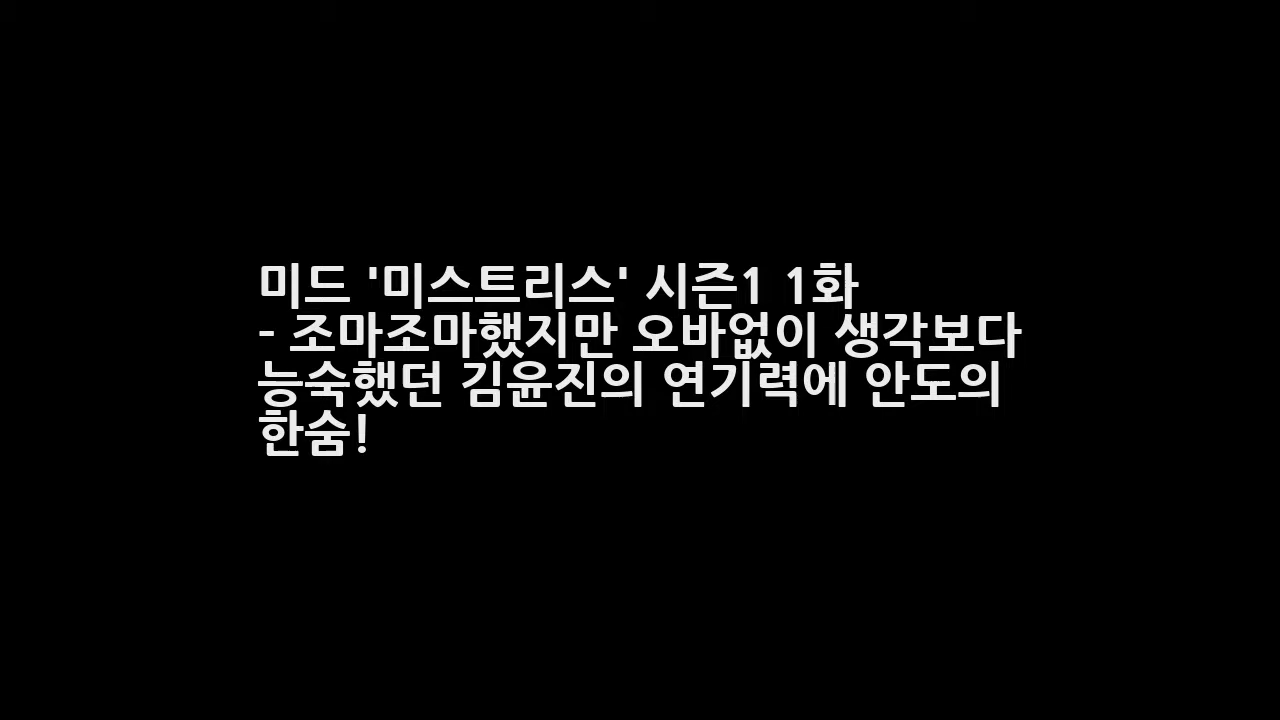 미드 '미스트리스' 시즌1 1화
- 조마조마했지만 오바없이 생각보다
능숙했던 김윤진의 연기력에 안도의
한숨!